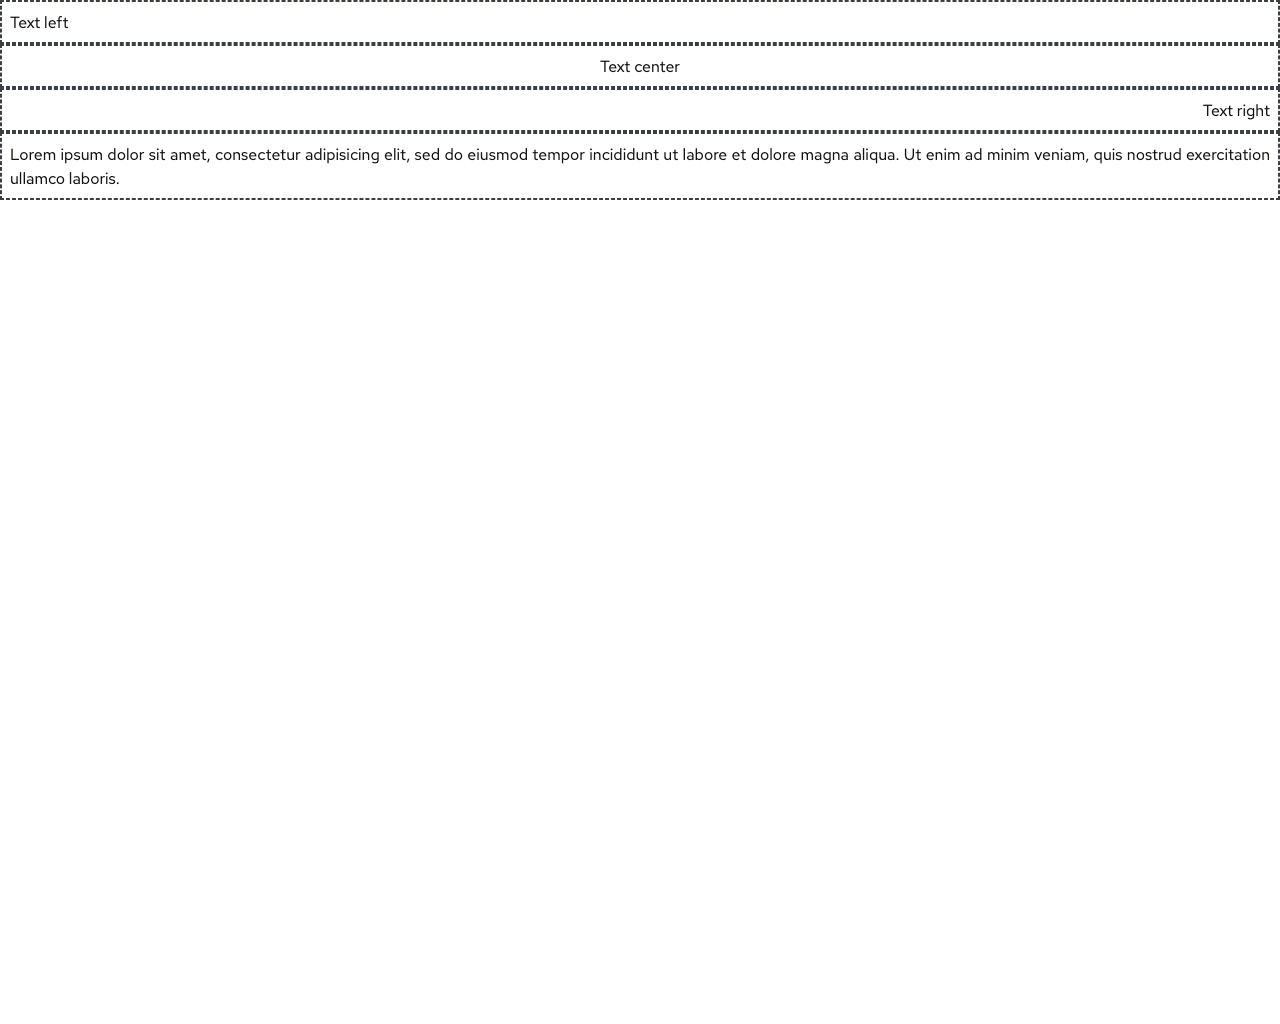 Text left
Text center
Text right
Lorem ipsum dolor sit amet, consectetur adipisicing elit, sed do eiusmod tempor incididunt ut labore et dolore magna aliqua. Ut enim ad minim veniam, quis nostrud exercitation
ullamco laboris.